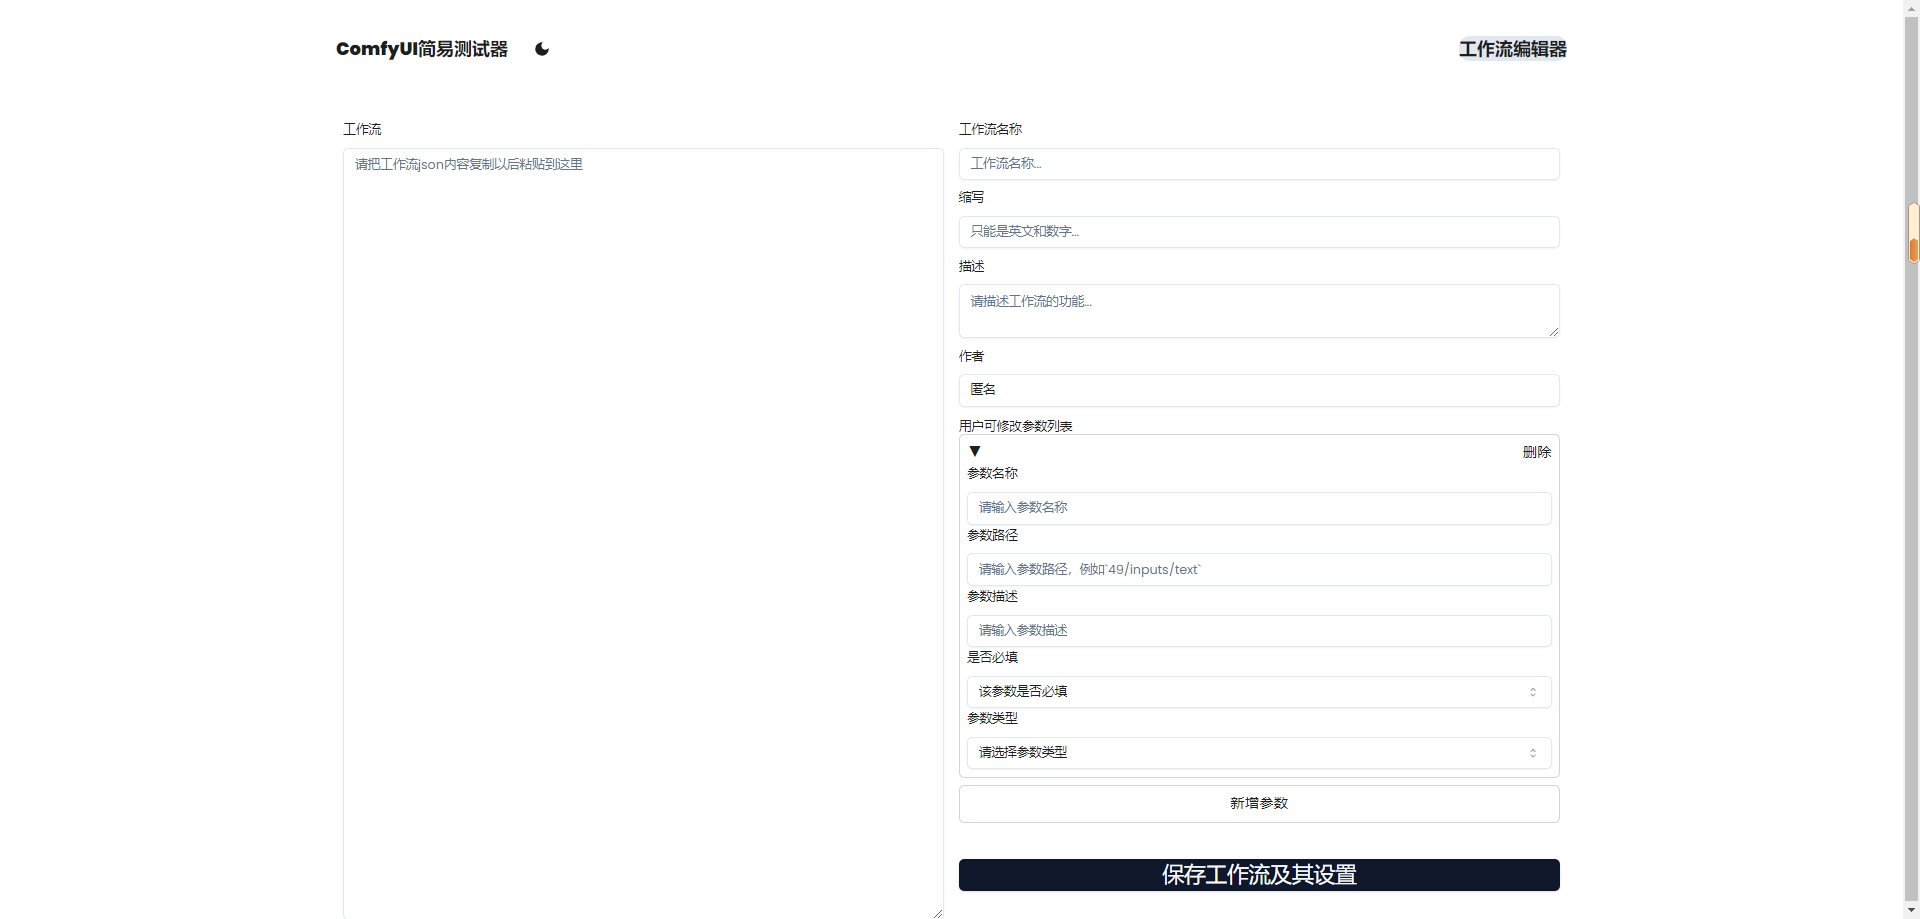 ComfyUI简易测试器
工作流编辑器
工作流
请把工作流json内容复制以后粘贴到这里
工作流名称
工作流名称...
缩写
只能是英文和数字...
描述
请描述工作流的功能...
作者
匿名
用户可修改参数列表
▼ 删除
参数名称
请输入参数名称
参数路径
请输入参数路径，例如`49/inputs/text`
参数描述
请输入参数描述
是否必填
该参数是否必填
参数类型
请选择参数类型
新增参数
保存工作流及其设置